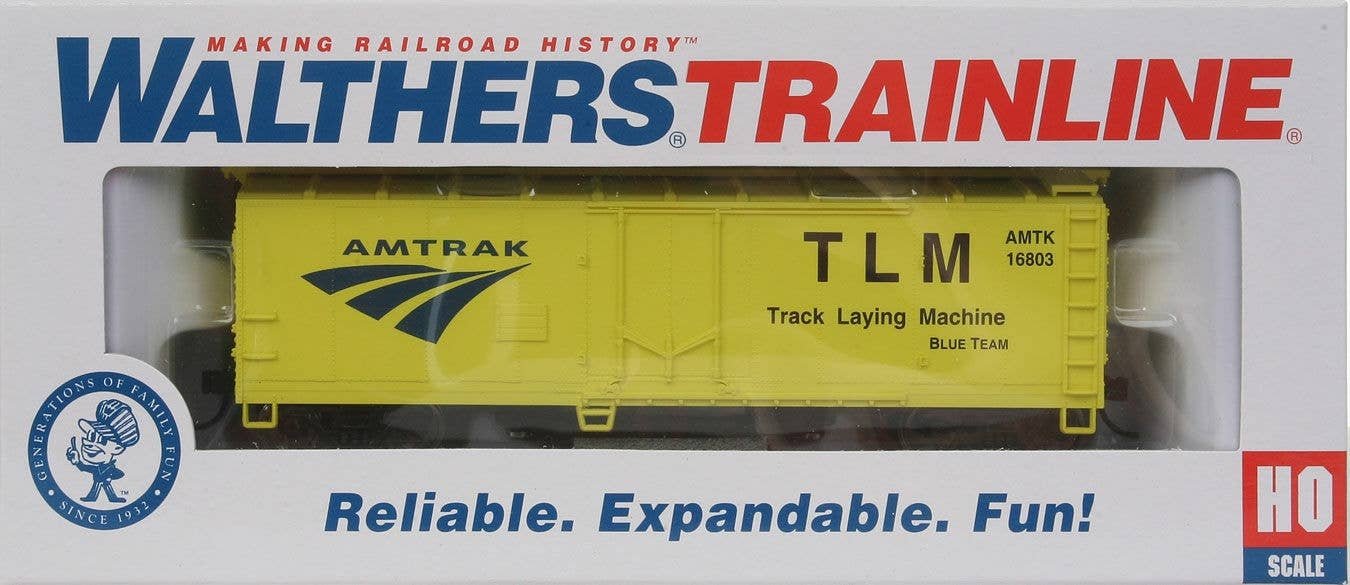 MAKING RAILROAD HISTORY™
WALTHERS®TRAINLINE®
AMTRAK
TLM
AMTK
16803
Track Laying Machine
BLUE TEAM
GENERATIONS OF FAMILY FUN
SINCE 1932
™
Reliable. Expandable. Fun!
HO
SCALE